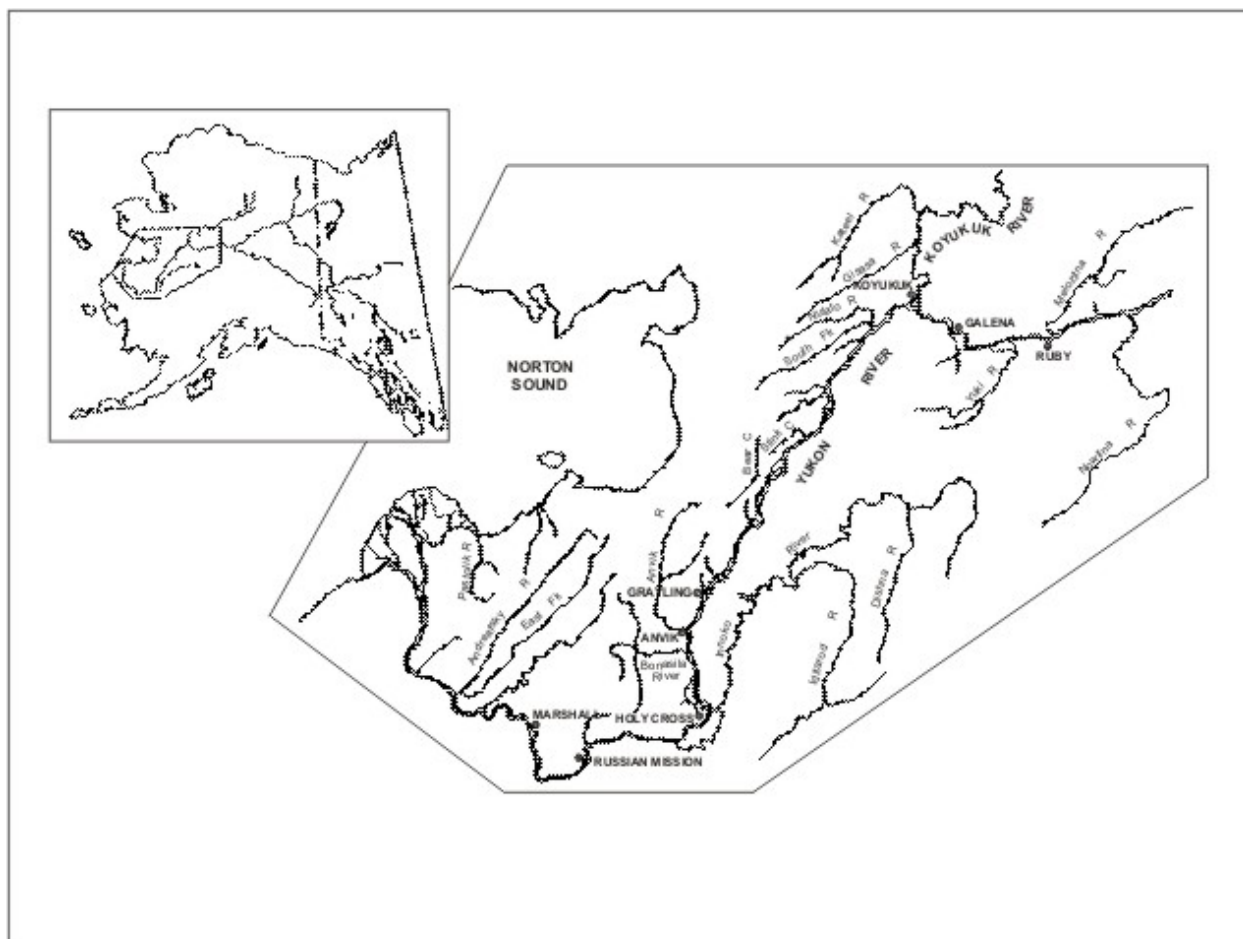 Kateel R
KOYUKUK
RIVER
Gisasa R
KOYUKUK
Melozitna R
Nulato R
GALENA
South Fk
RUBY
NORTON
SOUND
RIVER
Yuki R
Bear C
Stink C
YUKON
Nowitna R
Pastolik R
Andreafsky R
East Fk
Anvik R
GRAYLING
River
Dishna R
Innoko
ANVIK
Iditarod R
Bonasila
River
MARSHALL
HOLY CROSS
RUSSIAN MISSION